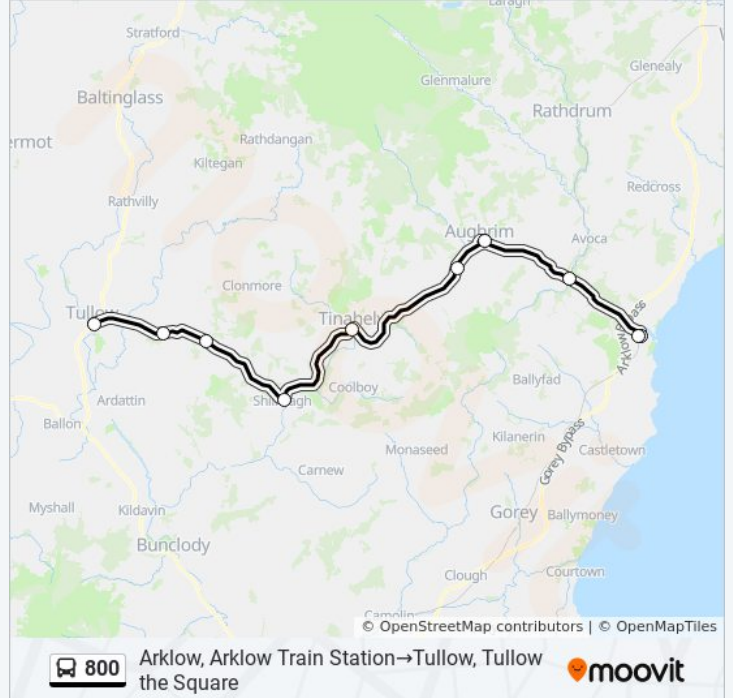 Laragh
Stratford
Glenmalure
Glenealy
Baltinglass
Rathdrum
ermot
Rathdangan
Kiltegan
Redcross
Rathvilly
Aughrim
Avoca
Clonmore
Tullow
Tinahely
Arklow Bypass
Coolboy
Ballyfad
Ardattin
Shillelagh
Ballon
Kilanerin
Monaseed
Castletown
Gorey Bypass
Carnew
Myshall
Kildavin
Gorey
Ballymoney
Bunclody
Clough
Courtown
Camolin
© OpenStreetMap contributors | © OpenMapTiles
800
Arklow, Arklow Train Station→Tullow, Tullow
the Square
moovit